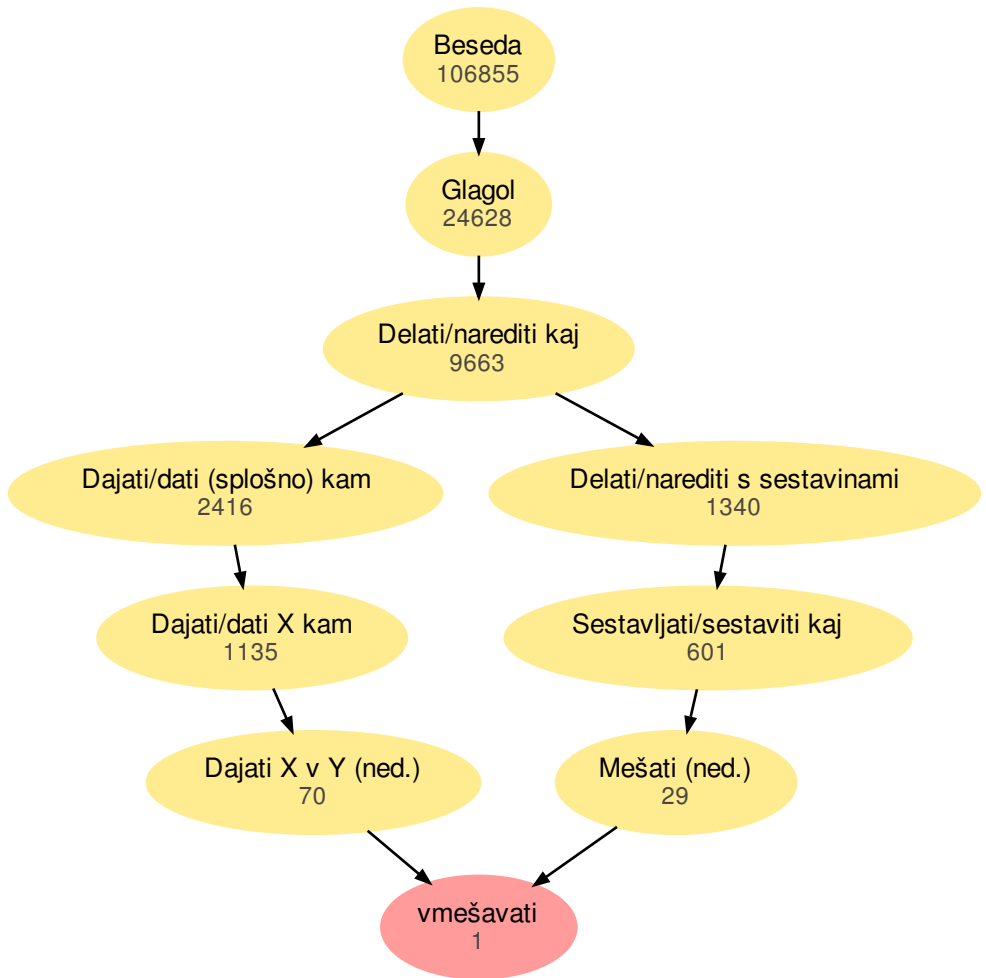 Beseda
106855
Glagol
24628
Delati/narediti kaj
9663
Dajati/dati (splošno) kam
2416
Delati/narediti s sestavinami
1340
Dajati/dati X kam
1135
Sestavljati/sestaviti kaj
601
Dajati X v Y (ned.)
70
Mešati (ned.)
29
vmešavati
1